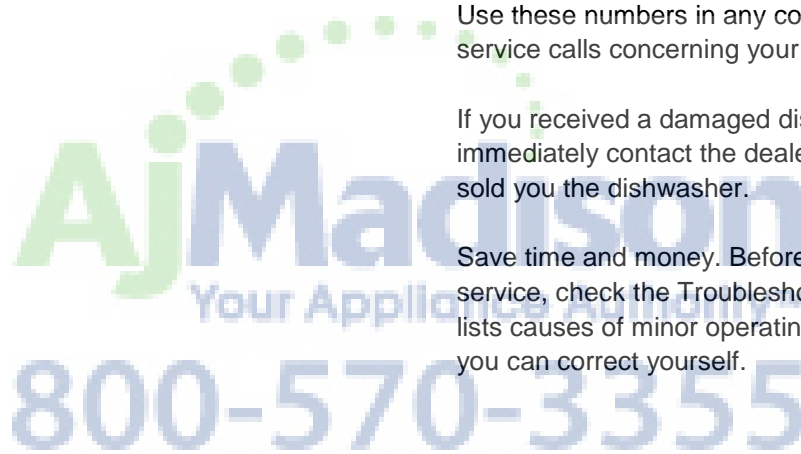 Use these numbers in any co
service calls concerning your
If you received a damaged dis
immediately contact the deale
sold you the dishwasher.
Save time and money. Before
service, check the Troublesho
lists causes of minor operatin
you can correct yourself.
AjMadison
Your Appliance Authority
800-570-3355